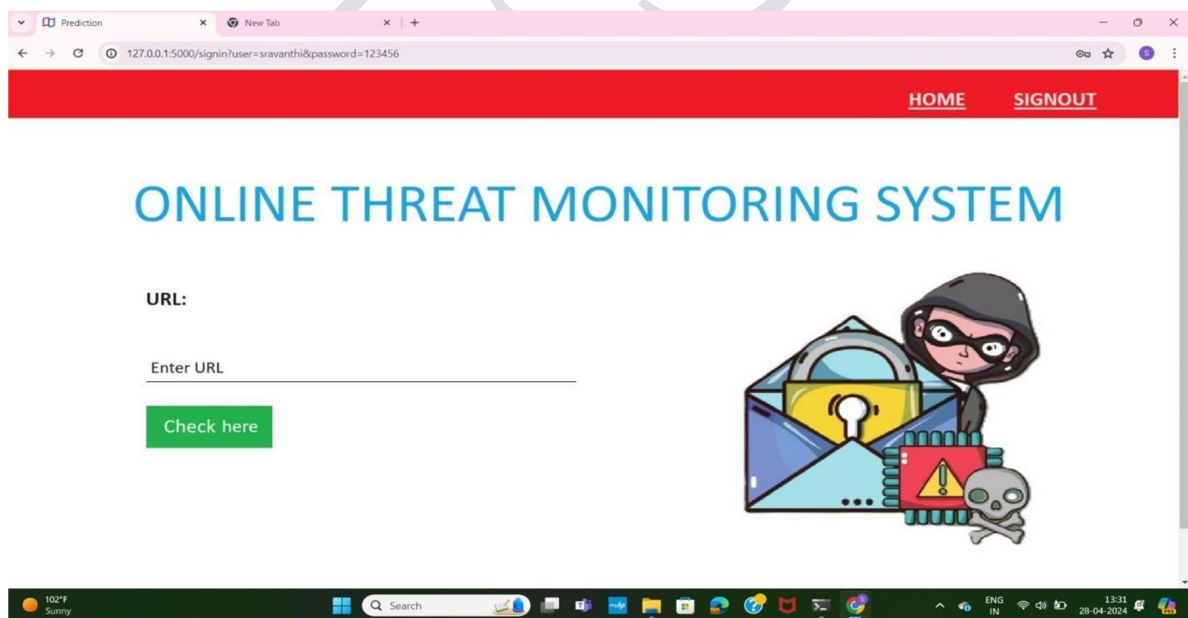 Prediction
New Tab
127.0.0.1:5000/signin?user=sravanthi&password=123456
S
HOME SIGNOUT
ONLINE THREAT MONITORING SYSTEM
URL:
Enter URL
Check here
102°F
Sunny
Search
ENG
IN
13:31
28-04-2024